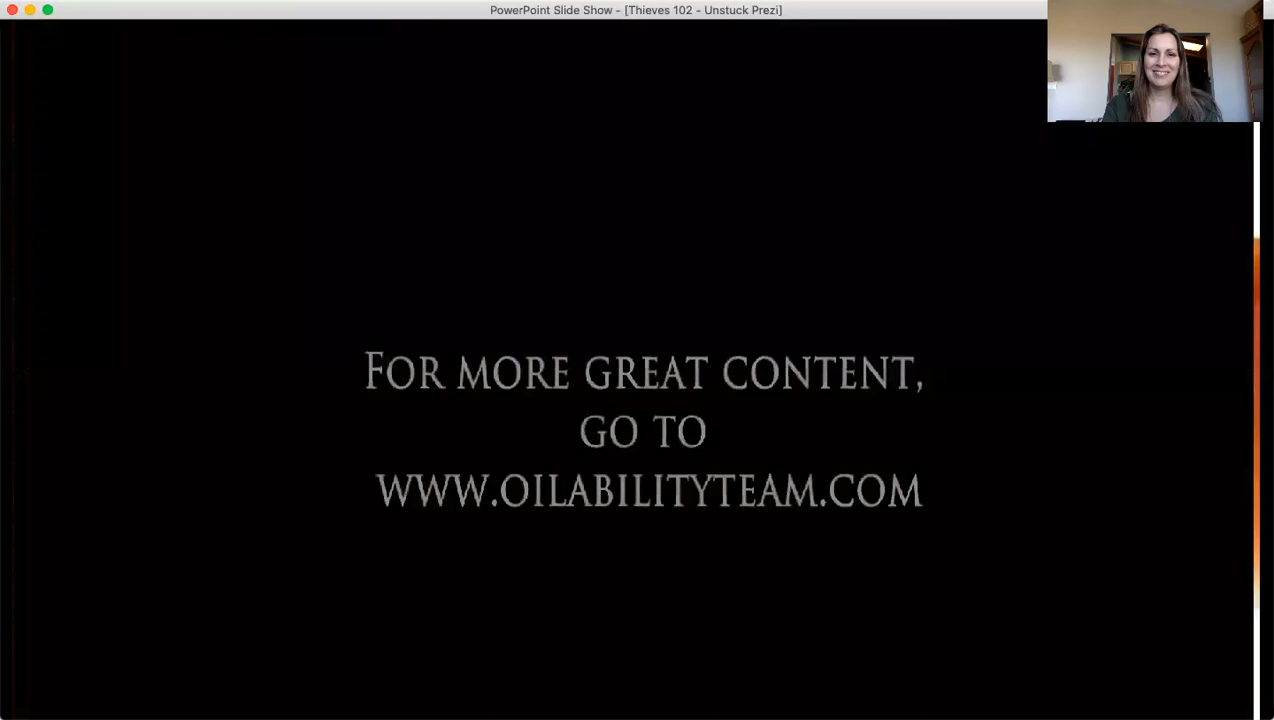 PowerPoint Slide Show - [Thieves 102 - Unstuck Prezi]
FOR MORE GREAT CONTENT,
GO TO
WWW.OILABILITYTEAM.COM